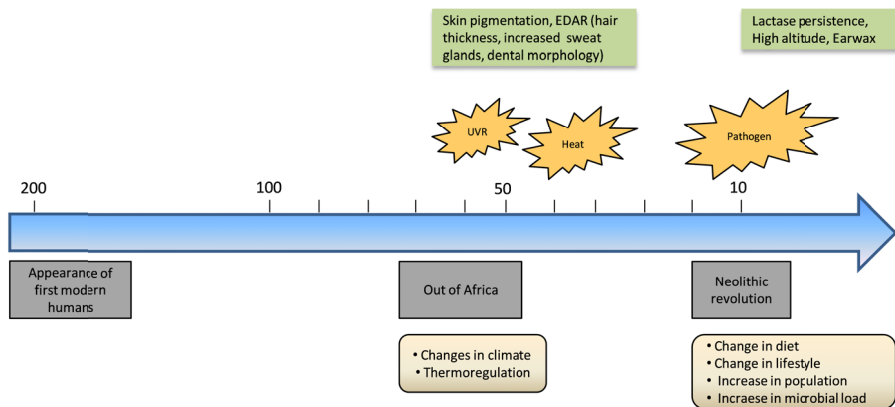 Skin pigmentation, EDAR (hair
thickness, increased sweat
glands, dental morphology)
Lactase persistence,
High altitude, Earwax
UVR
Heat
Pathogen
200
100
50
10
Appearance of
first modern
humans
Out of Africa
Neolithic
revolution
• Changes in climate
• Thermoregulation
• Change in diet
• Change in lifestyle
• Increase in population
• Incraese in microbial load